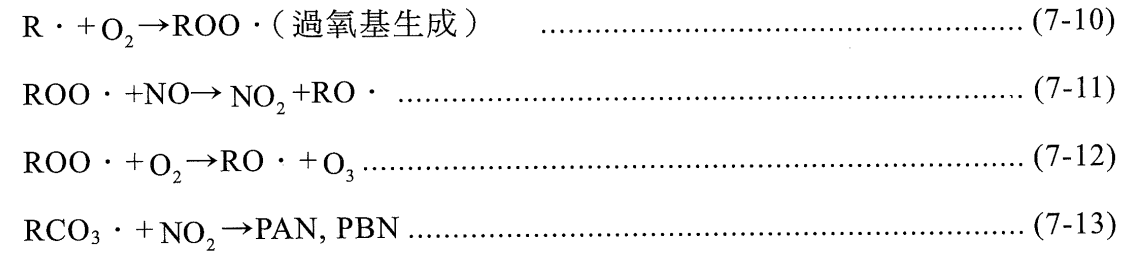 R‧+O₂→ROO‧(過氧基生成) ........................................................ (7-10)
ROO‧+NO→ NO₂+RO‧ ........................................................................ (7-11)
ROO‧+O₂→RO‧+O₃............................................................................ (7-12)
RCO₃‧+NO₂→PAN, PBN ...................................................................... (7-13)